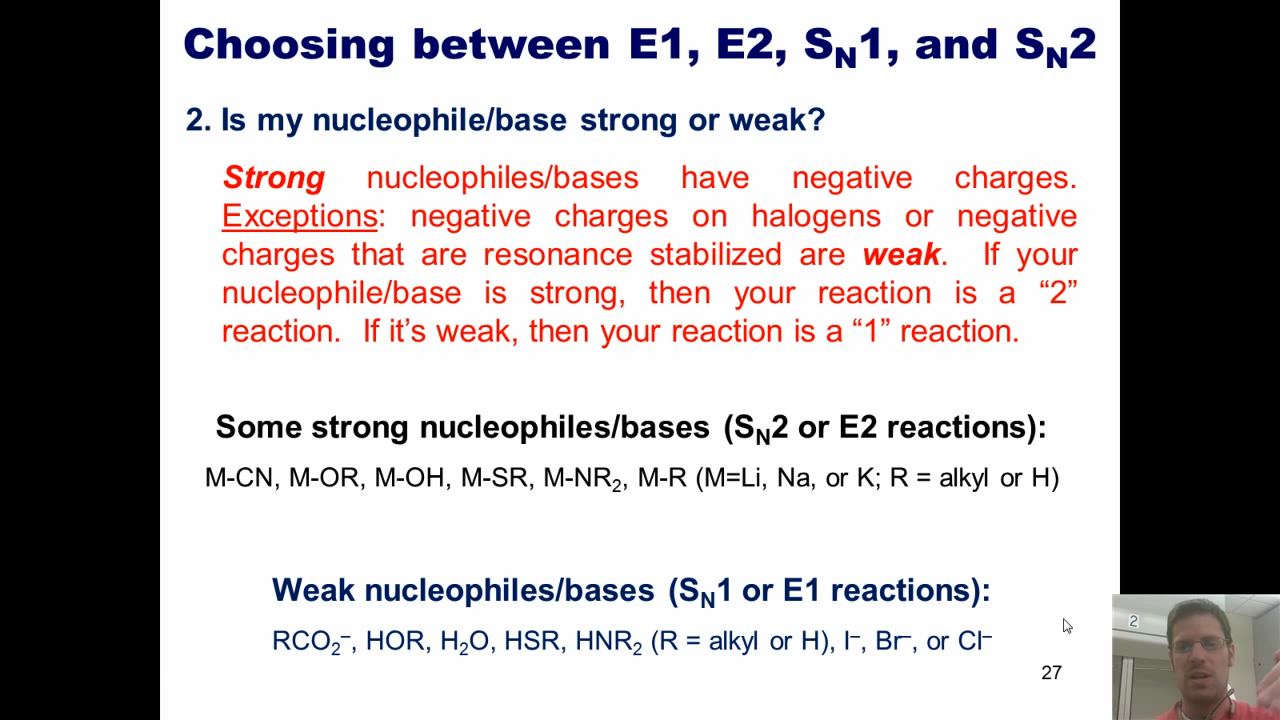 Choosing between E1, E2, SN1, and SN2
2. Is my nucleophile/base strong or weak?
Strong nucleophiles/bases have negative charges.
Exceptions: negative charges on halogens or negative
charges that are resonance stabilized are weak. If your
nucleophile/base is strong, then your reaction is a “2”
reaction. If it’s weak, then your reaction is a “1” reaction.
Some strong nucleophiles/bases (SN2 or E2 reactions):
M-CN, M-OR, M-OH, M-SR, M-NR2, M-R (M=Li, Na, or K; R = alkyl or H)
Weak nucleophiles/bases (SN1 or E1 reactions):
RCO2–, HOR, H2O, HSR, HNR2 (R = alkyl or H), I–, Br–, or Cl–
27
2